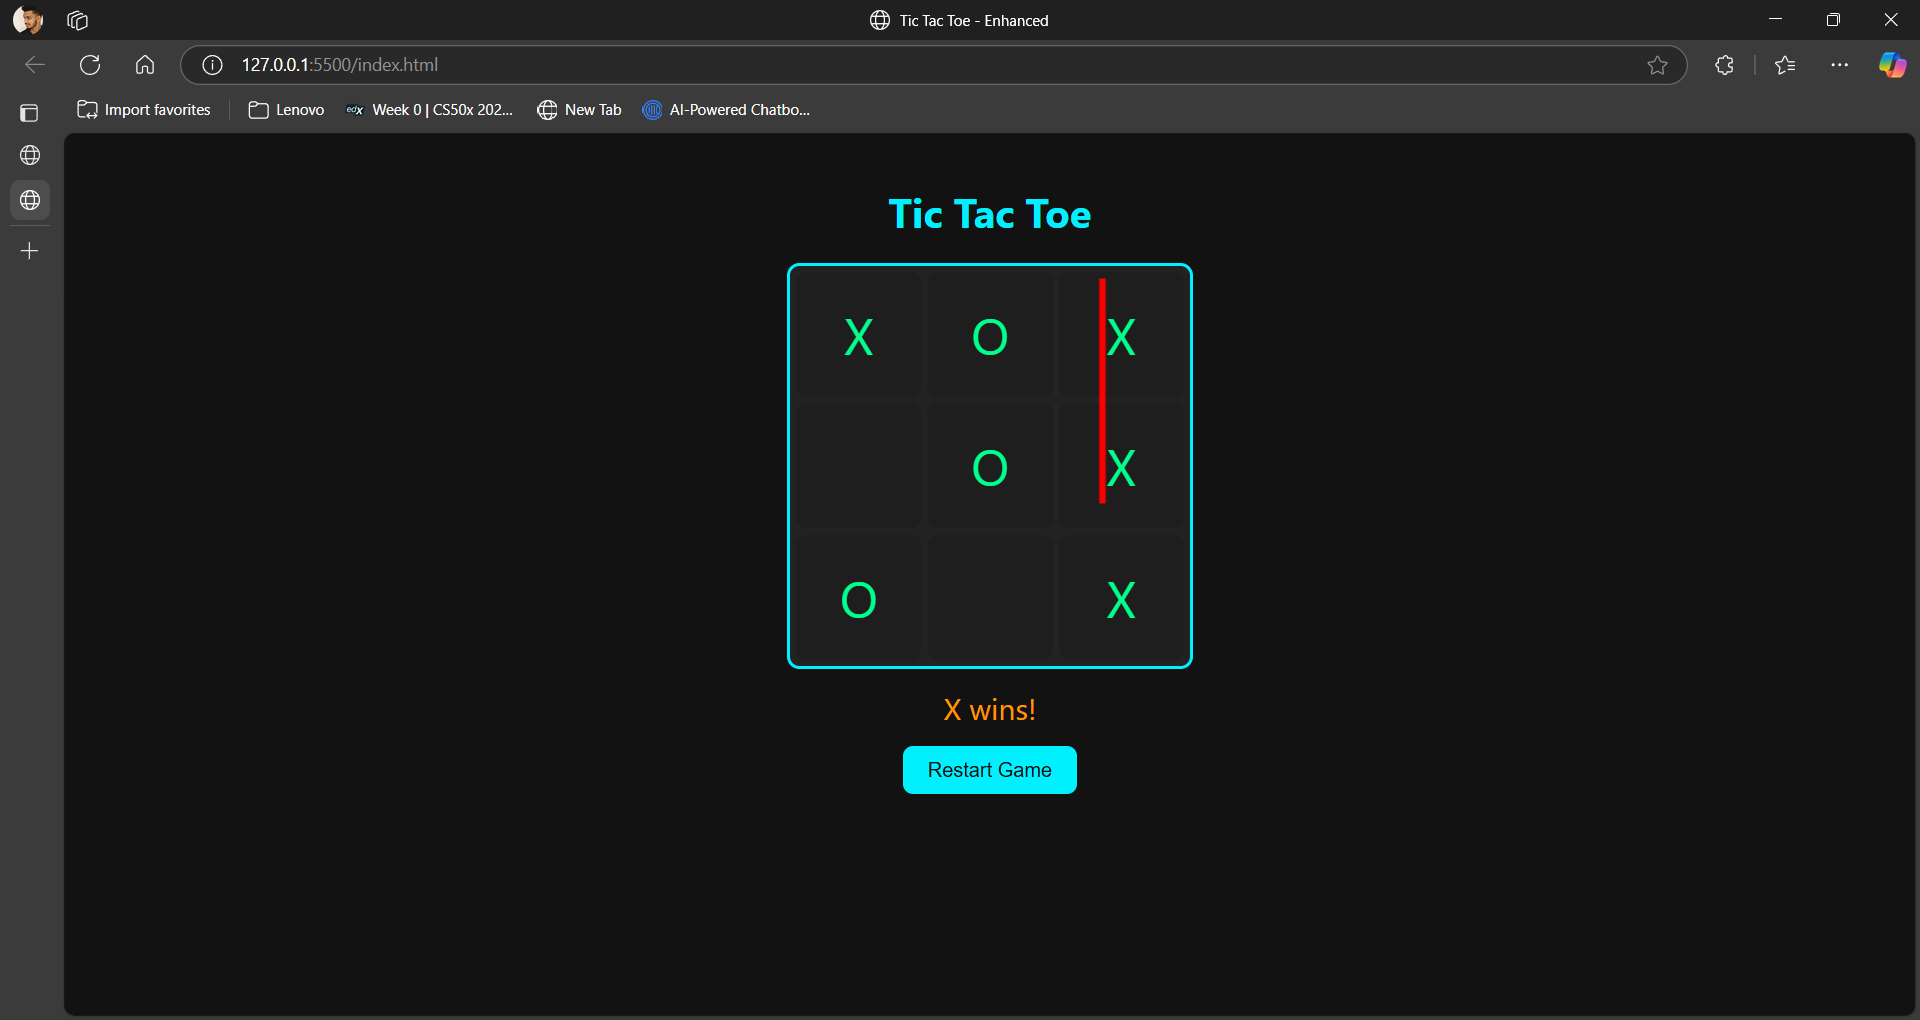 Tic Tac Toe - Enhanced
127.0.0.1:5500/index.html
Import favorites
Lenovo
edX Week 0 | CS50x 202...
New Tab
AI-Powered Chatbo...
Tic Tac Toe
X O X
O X
O X
X wins!
Restart Game